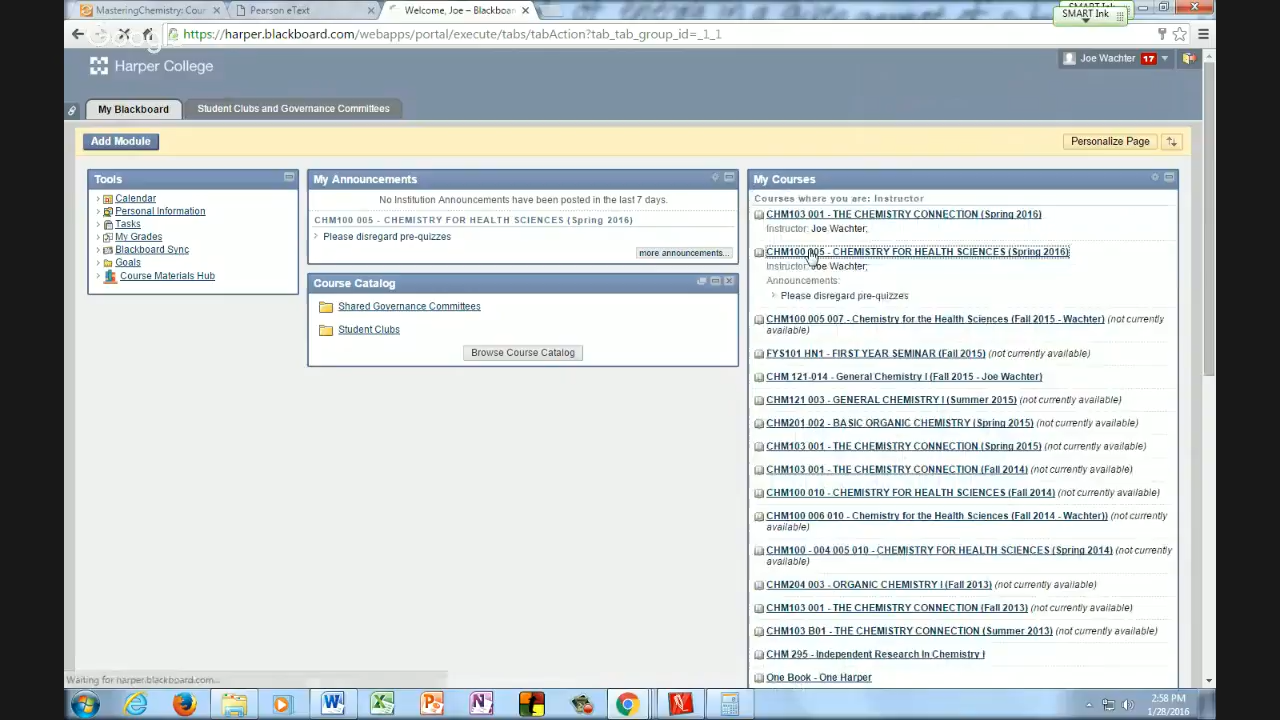 MasteringChemistry: Cour
Pearson eText
Welcome, Joe – Blackboard
SMART Ink
https://harper.blackboard.com/webapps/portal/execute/tabs/tabAction?tab_tab_group_id=_1_1
Harper College
Joe Wachter 17
My Blackboard
Student Clubs and Governance Committees
Add Module
Personalize Page
Tools
Calendar
Personal Information
Tasks
My Grades
Blackboard Sync
Goals
Course Materials Hub
My Announcements
No Institution Announcements have been posted in the last 7 days.
CHM100 005 - CHEMISTRY FOR HEALTH SCIENCES (Spring 2016)
Please disregard pre-quizzes
more announcements...
Course Catalog
Shared Governance Committees
Student Clubs
Browse Course Catalog
My Courses
Courses where you are: Instructor
CHM103 001 - THE CHEMISTRY CONNECTION (Spring 2016)
Instructor: Joe Wachter;
CHM100 005 - CHEMISTRY FOR HEALTH SCIENCES (Spring 2016)
Instructor: Joe Wachter;
Announcements:
Please disregard pre-quizzes
CHM100 005 007 - Chemistry for the Health Sciences (Fall 2015 - Wachter) (not currently
available)
FYS101 HN1 - FIRST YEAR SEMINAR (Fall 2015) (not currently available)
CHM 121-014 - General Chemistry I (Fall 2015 - Joe Wachter)
CHM121 003 - GENERAL CHEMISTRY I (Summer 2015) (not currently available)
CHM201 002 - BASIC ORGANIC CHEMISTRY (Spring 2015) (not currently available)
CHM103 001 - THE CHEMISTRY CONNECTION (Spring 2015) (not currently available)
CHM103 001 - THE CHEMISTRY CONNECTION (Fall 2014) (not currently available)
CHM100 010 - CHEMISTRY FOR HEALTH SCIENCES (Fall 2014) (not currently available)
CHM100 006 010 - Chemistry for the Health Sciences (Fall 2014 - Wachter)) (not currently
available)
CHM100 - 004 005 010 - CHEMISTRY FOR HEALTH SCIENCES (Spring 2014) (not currently
available)
CHM204 003 - ORGANIC CHEMISTRY I (Fall 2013) (not currently available)
CHM103 001 - THE CHEMISTRY CONNECTION (Fall 2013) (not currently available)
CHM103 B01 - THE CHEMISTRY CONNECTION (Summer 2013) (not currently available)
CHM 295 - Independent Research In Chemistry I
One Book - One Harper
Waiting for harper.blackboard.com...
2:58 PM
1/28/2016